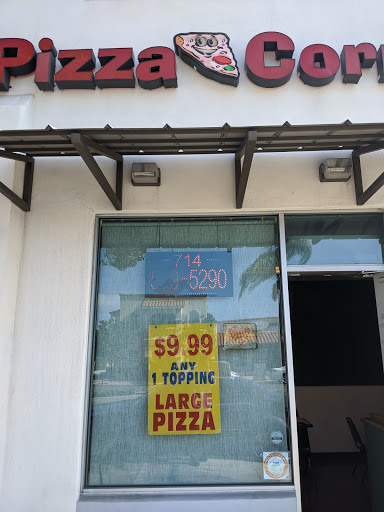 Pizza Cor
714
5290
$9.99
ANY
1 TOPPING
LARGE
PIZZA